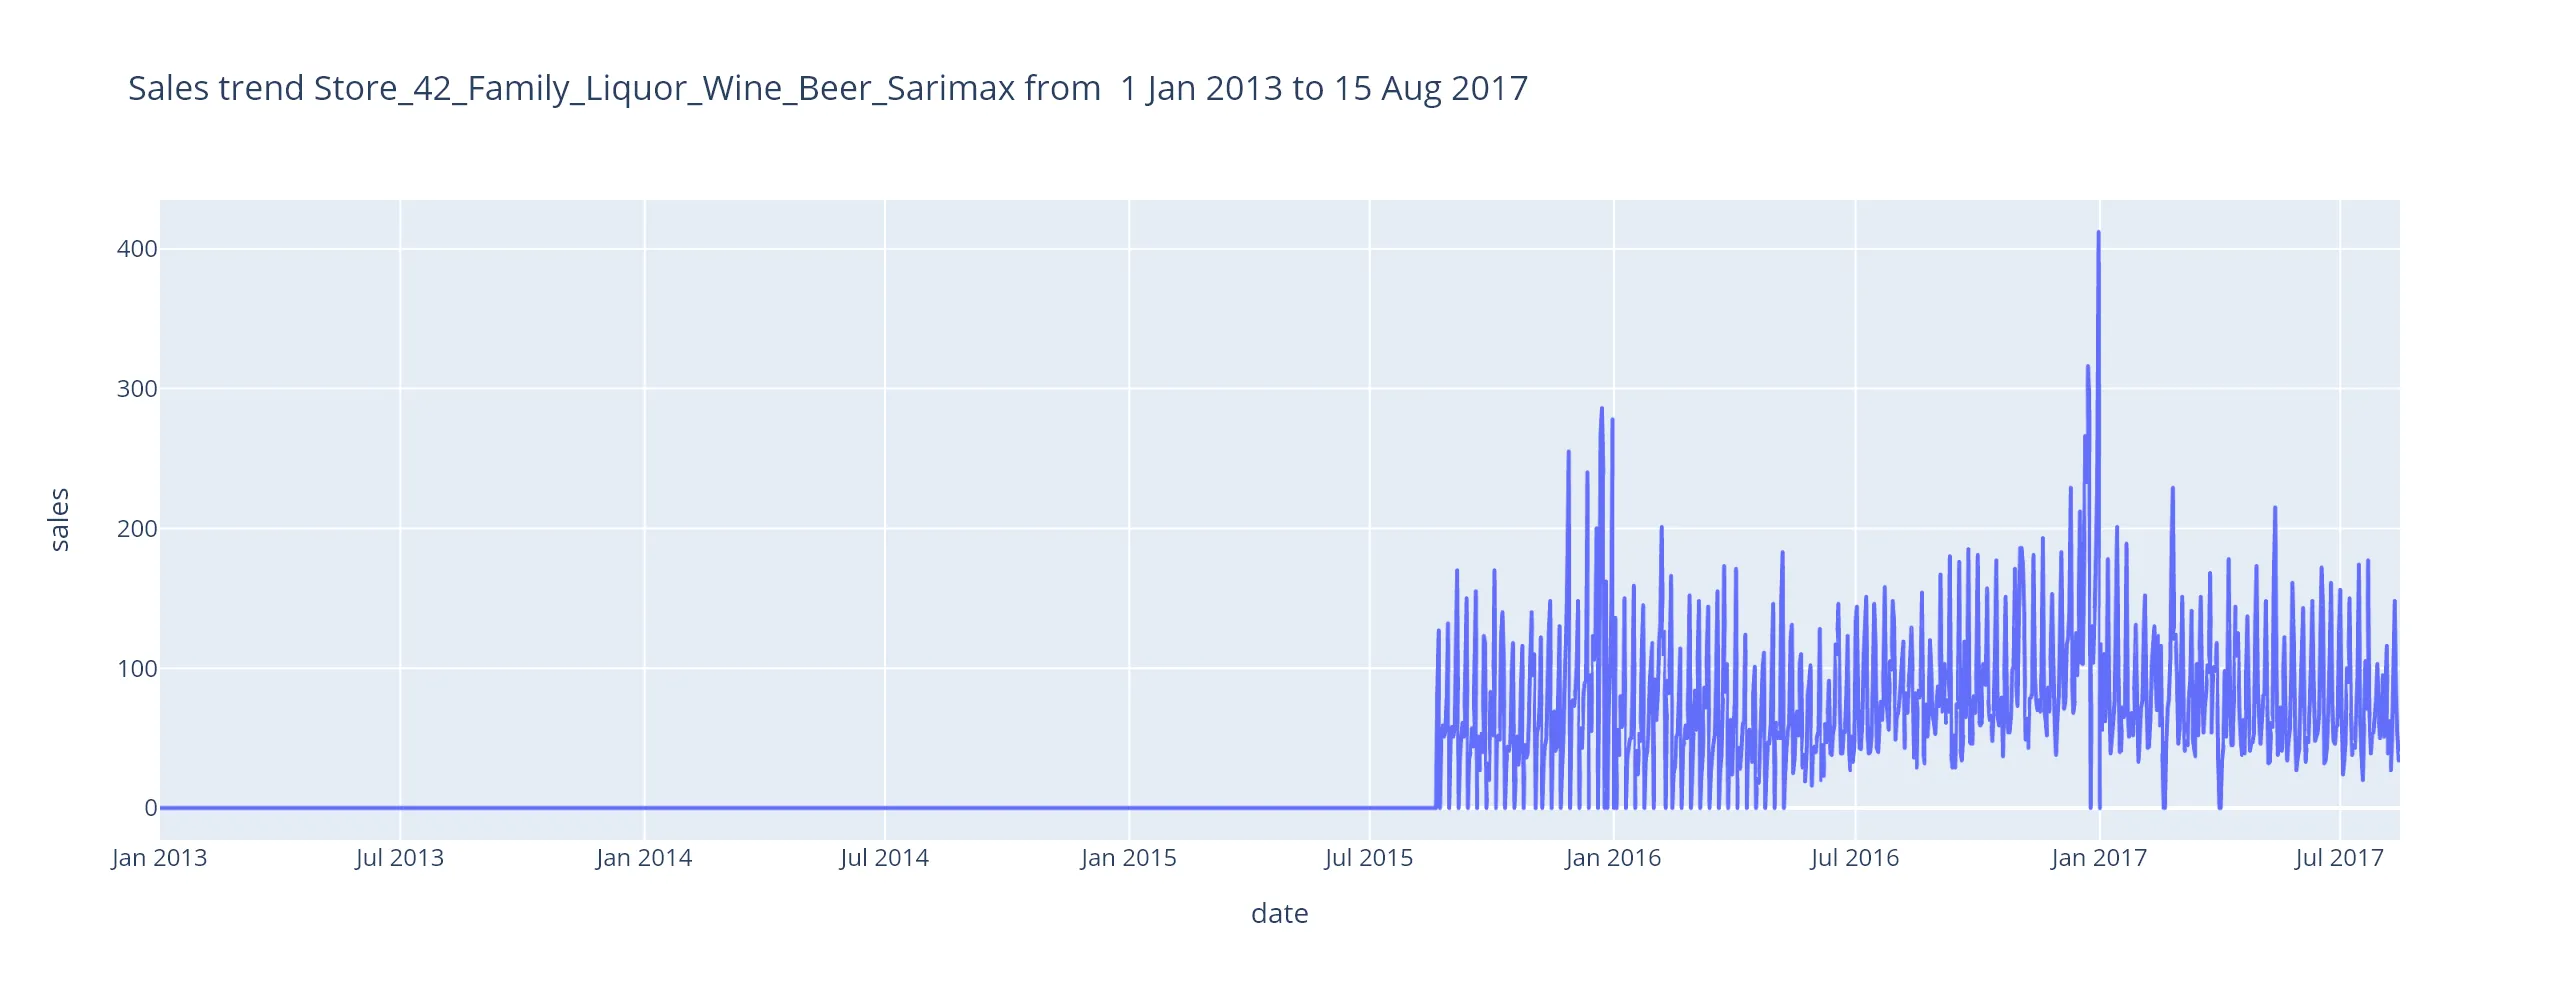 Sales trend Store_42_Family_Liquor_Wine_Beer_Sarimax from  1 Jan 2013 to 15 Aug 2017
400
300
200
100
0
sales
Jan 2013 Jul 2013 Jan 2014 Jul 2014 Jan 2015 Jul 2015 Jan 2016 Jul 2016 Jan 2017 Jul 2017
date